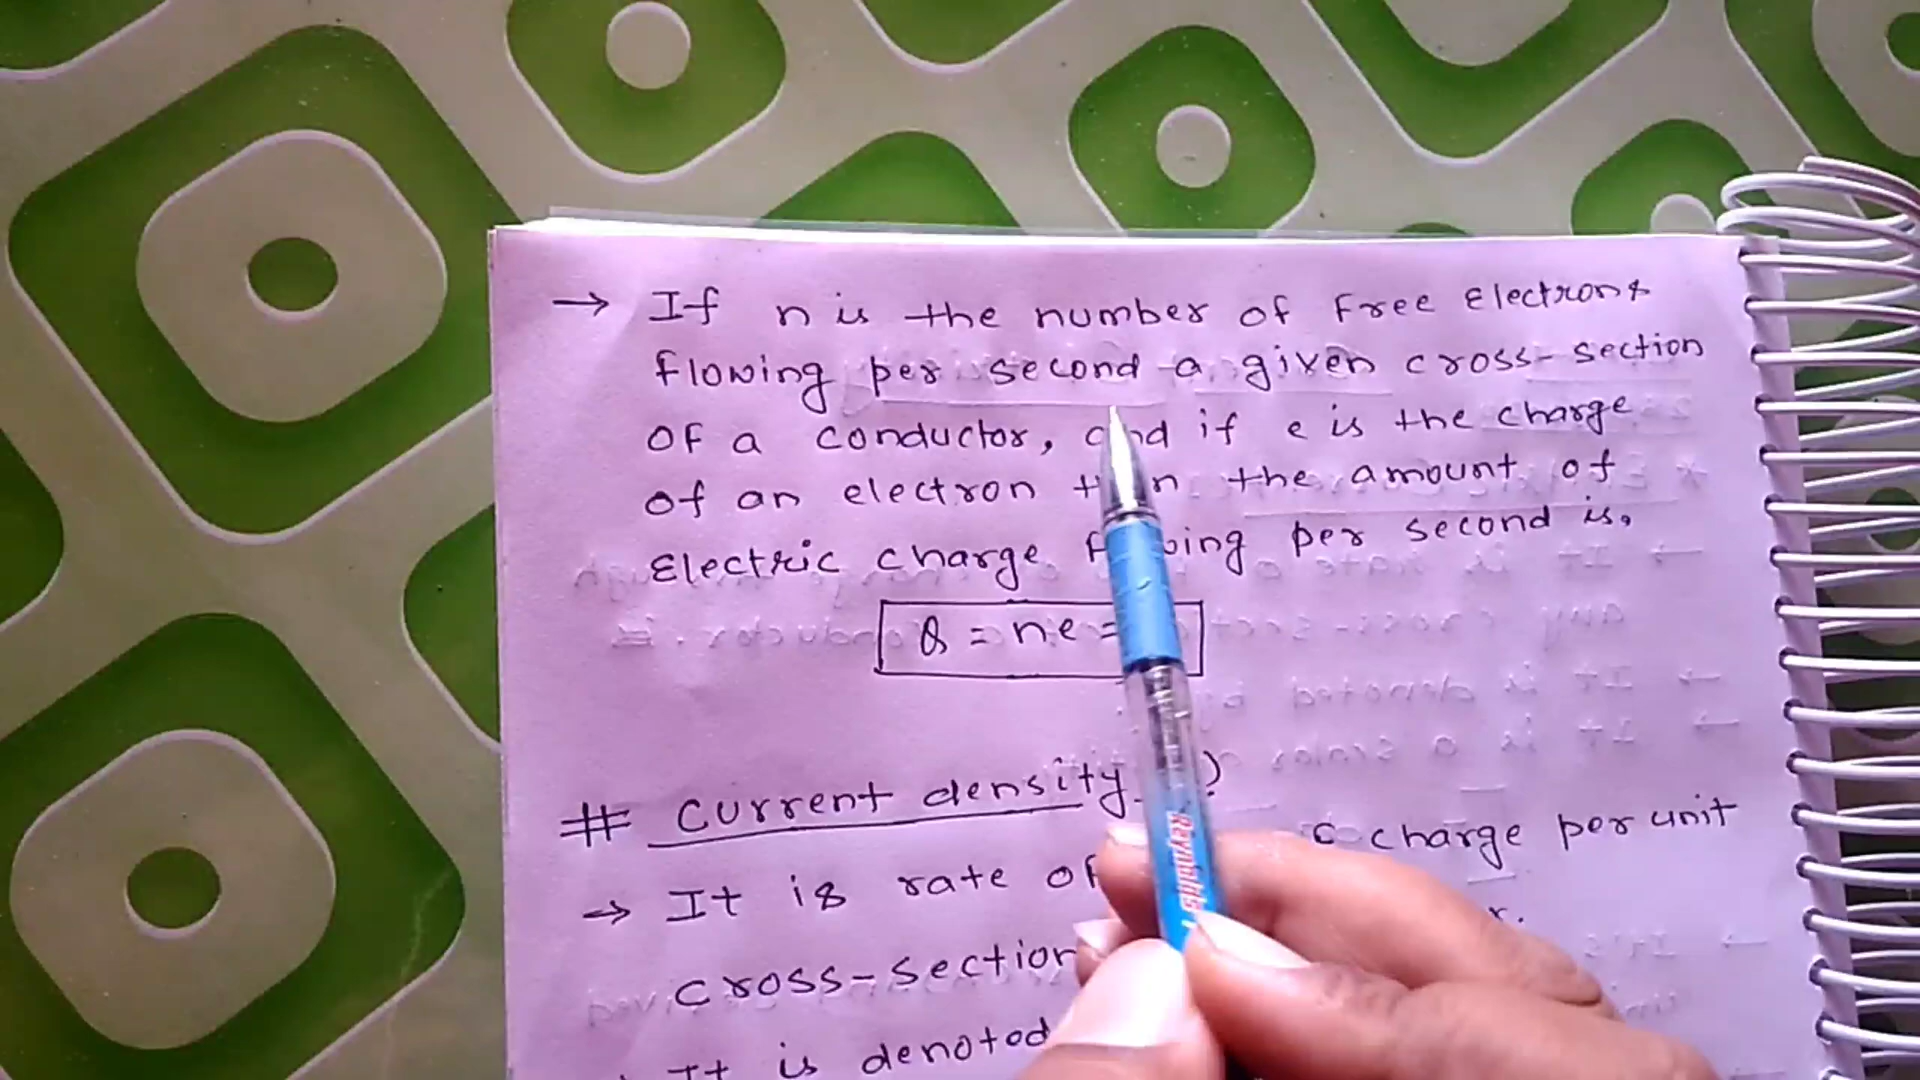 → If n is the number of Free Electrons
flowing per second a given cross-section
OF a conductor, and if e is the charge
of an electron the amount of
Electric charge per second is.
Q = ne =
# Current density ?
→ It is rate of charge per unit
cross-section
It is denoted
Reynolds